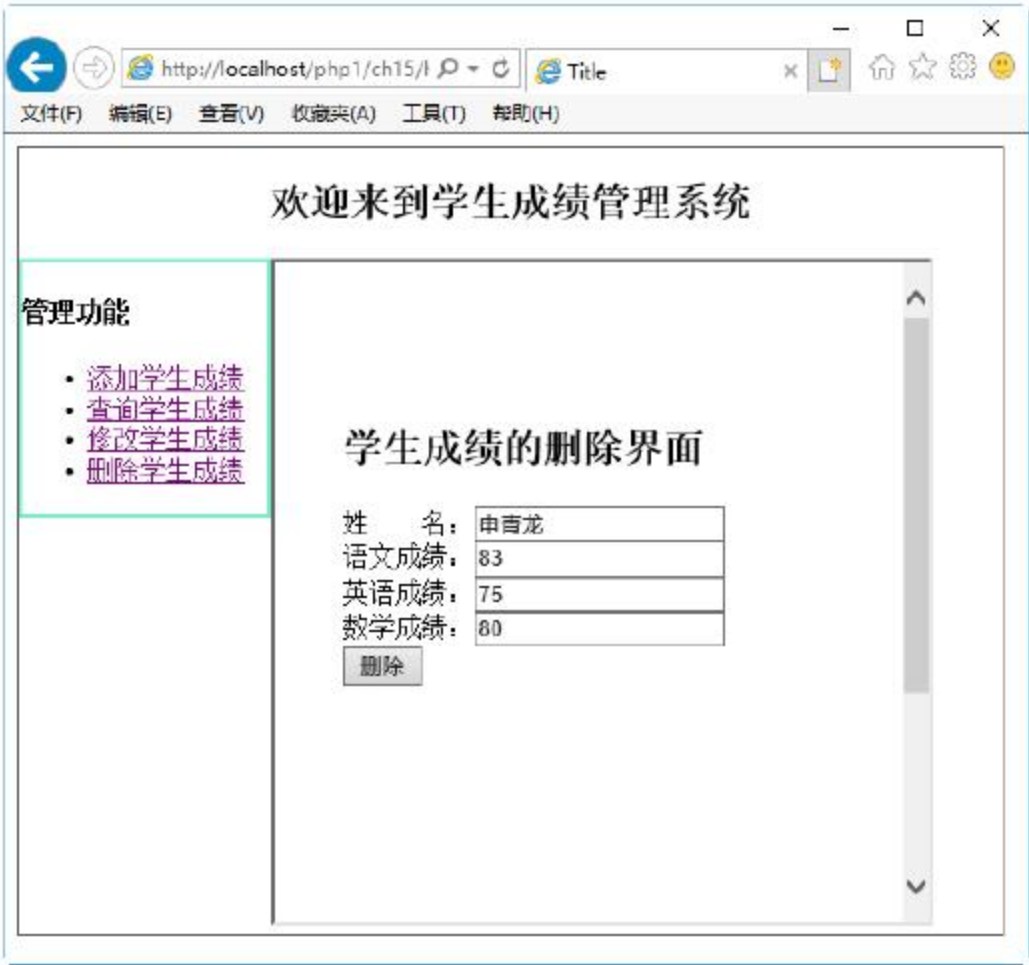 http://localhost/php1/ch15/
Title
文件(F) 编辑(E) 查看(V) 收藏夹(A) 工具(T) 帮助(H)
欢迎来到学生成绩管理系统
管理功能
• 添加学生成绩
• 查询学生成绩
• 修改学生成绩
• 删除学生成绩
学生成绩的删除界面
姓 名：申青龙
语文成绩：83
英语成绩：75
数学成绩：80
删除